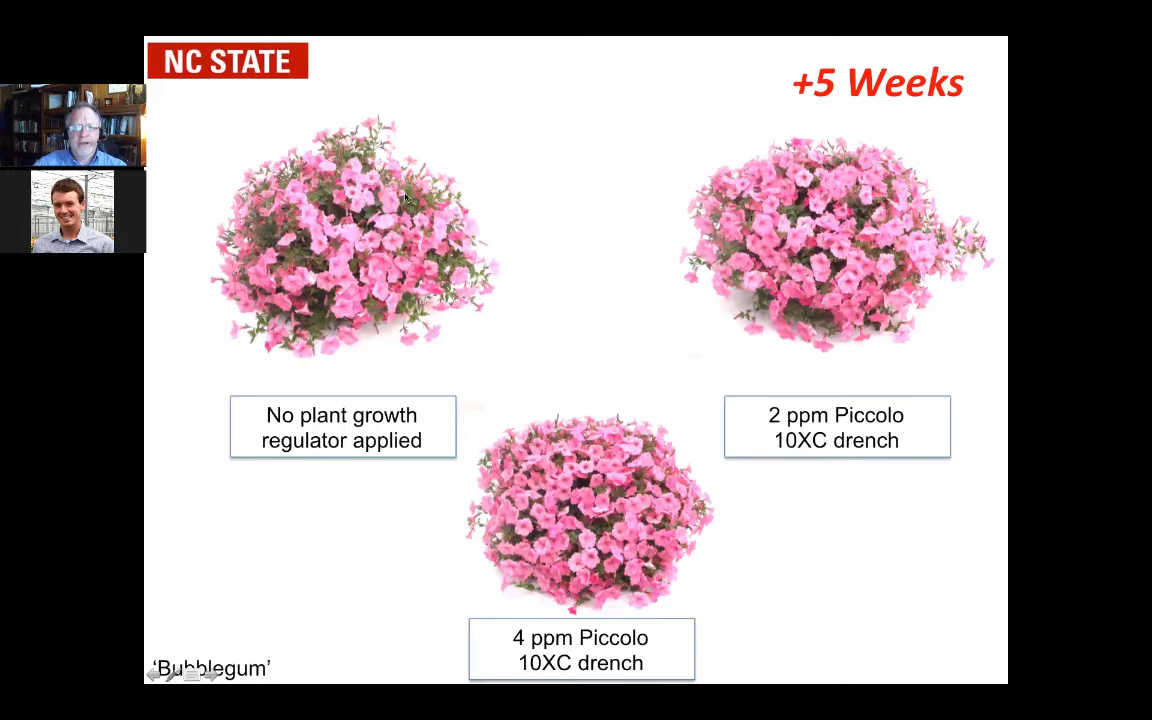 NC STATE
+5 Weeks
No plant growth
regulator applied
2 ppm Piccolo
10XC drench
4 ppm Piccolo
10XC drench
‘Bubblegum’